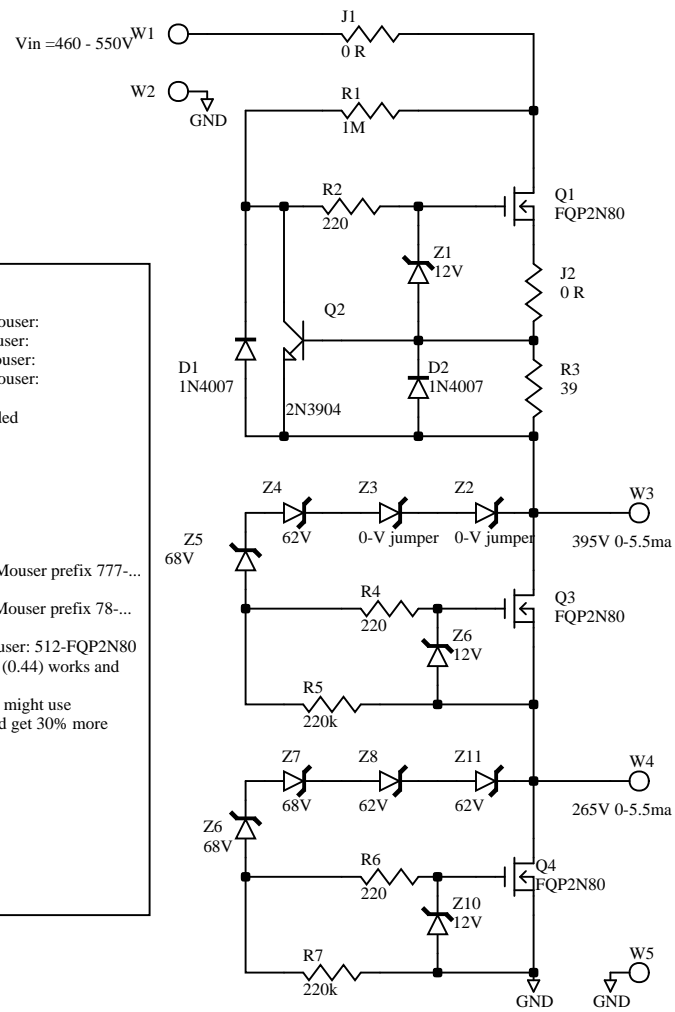 J1
Vin =460 - 550V
W1
0 R
W2
R1
GND
1M
R2
Q1
220
FQP2N80
Z1
12V
J2
0 R
Q2
D1
1N4007
D2
1N4007
R3
39
2N3904
ouser:
user:
ouser:
ouser:
led
Mouser prefix 777-...
Mouser prefix 78-...
user: 512-FQP2N80
(0.44) works and
might use
d get 30% more
Z4
Z3
Z2
W3
62V
0-V jumper
0-V jumper
395V 0-5.5ma
Z5
68V
R4
220
Q3
FQP2N80
Z6
12V
R5
220k
Z7
Z8
Z11
W4
68V
62V
62V
265V 0-5.5ma
Z6
68V
R6
220
Q4
FQP2N80
Z10
12V
R7
220k
W5
GND
GND